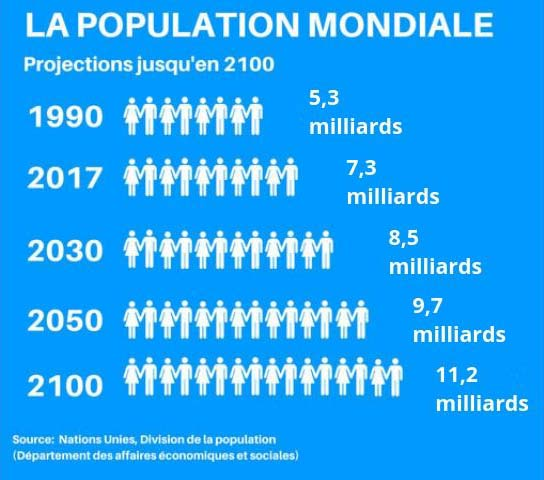 LA POPULATION MONDIALE
Projections jusqu'en 2100
1990
5,3
milliards
2017
7,3
milliards
2030
8,5
milliards
2050
9,7
milliards
2100
11,2
milliards
Source: Nations Unies, Division de la population
(Département des affaires économiques et sociales)